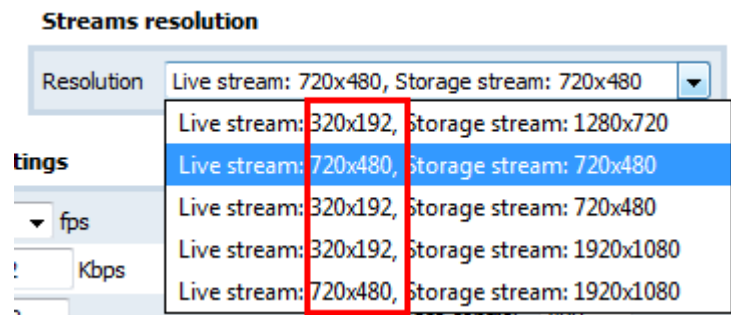 Streams resolution
Resolution Live stream: 720x480, Storage stream: 720x480
Live stream: 320x192, Storage stream: 1280x720
tings Live stream: 720x480, Storage stream: 720x480
fps Live stream: 320x192, Storage stream: 720x480
Live stream: 320x192, Storage stream: 1920x1080
Kbps
Live stream: 720x480, Storage stream: 1920x1080